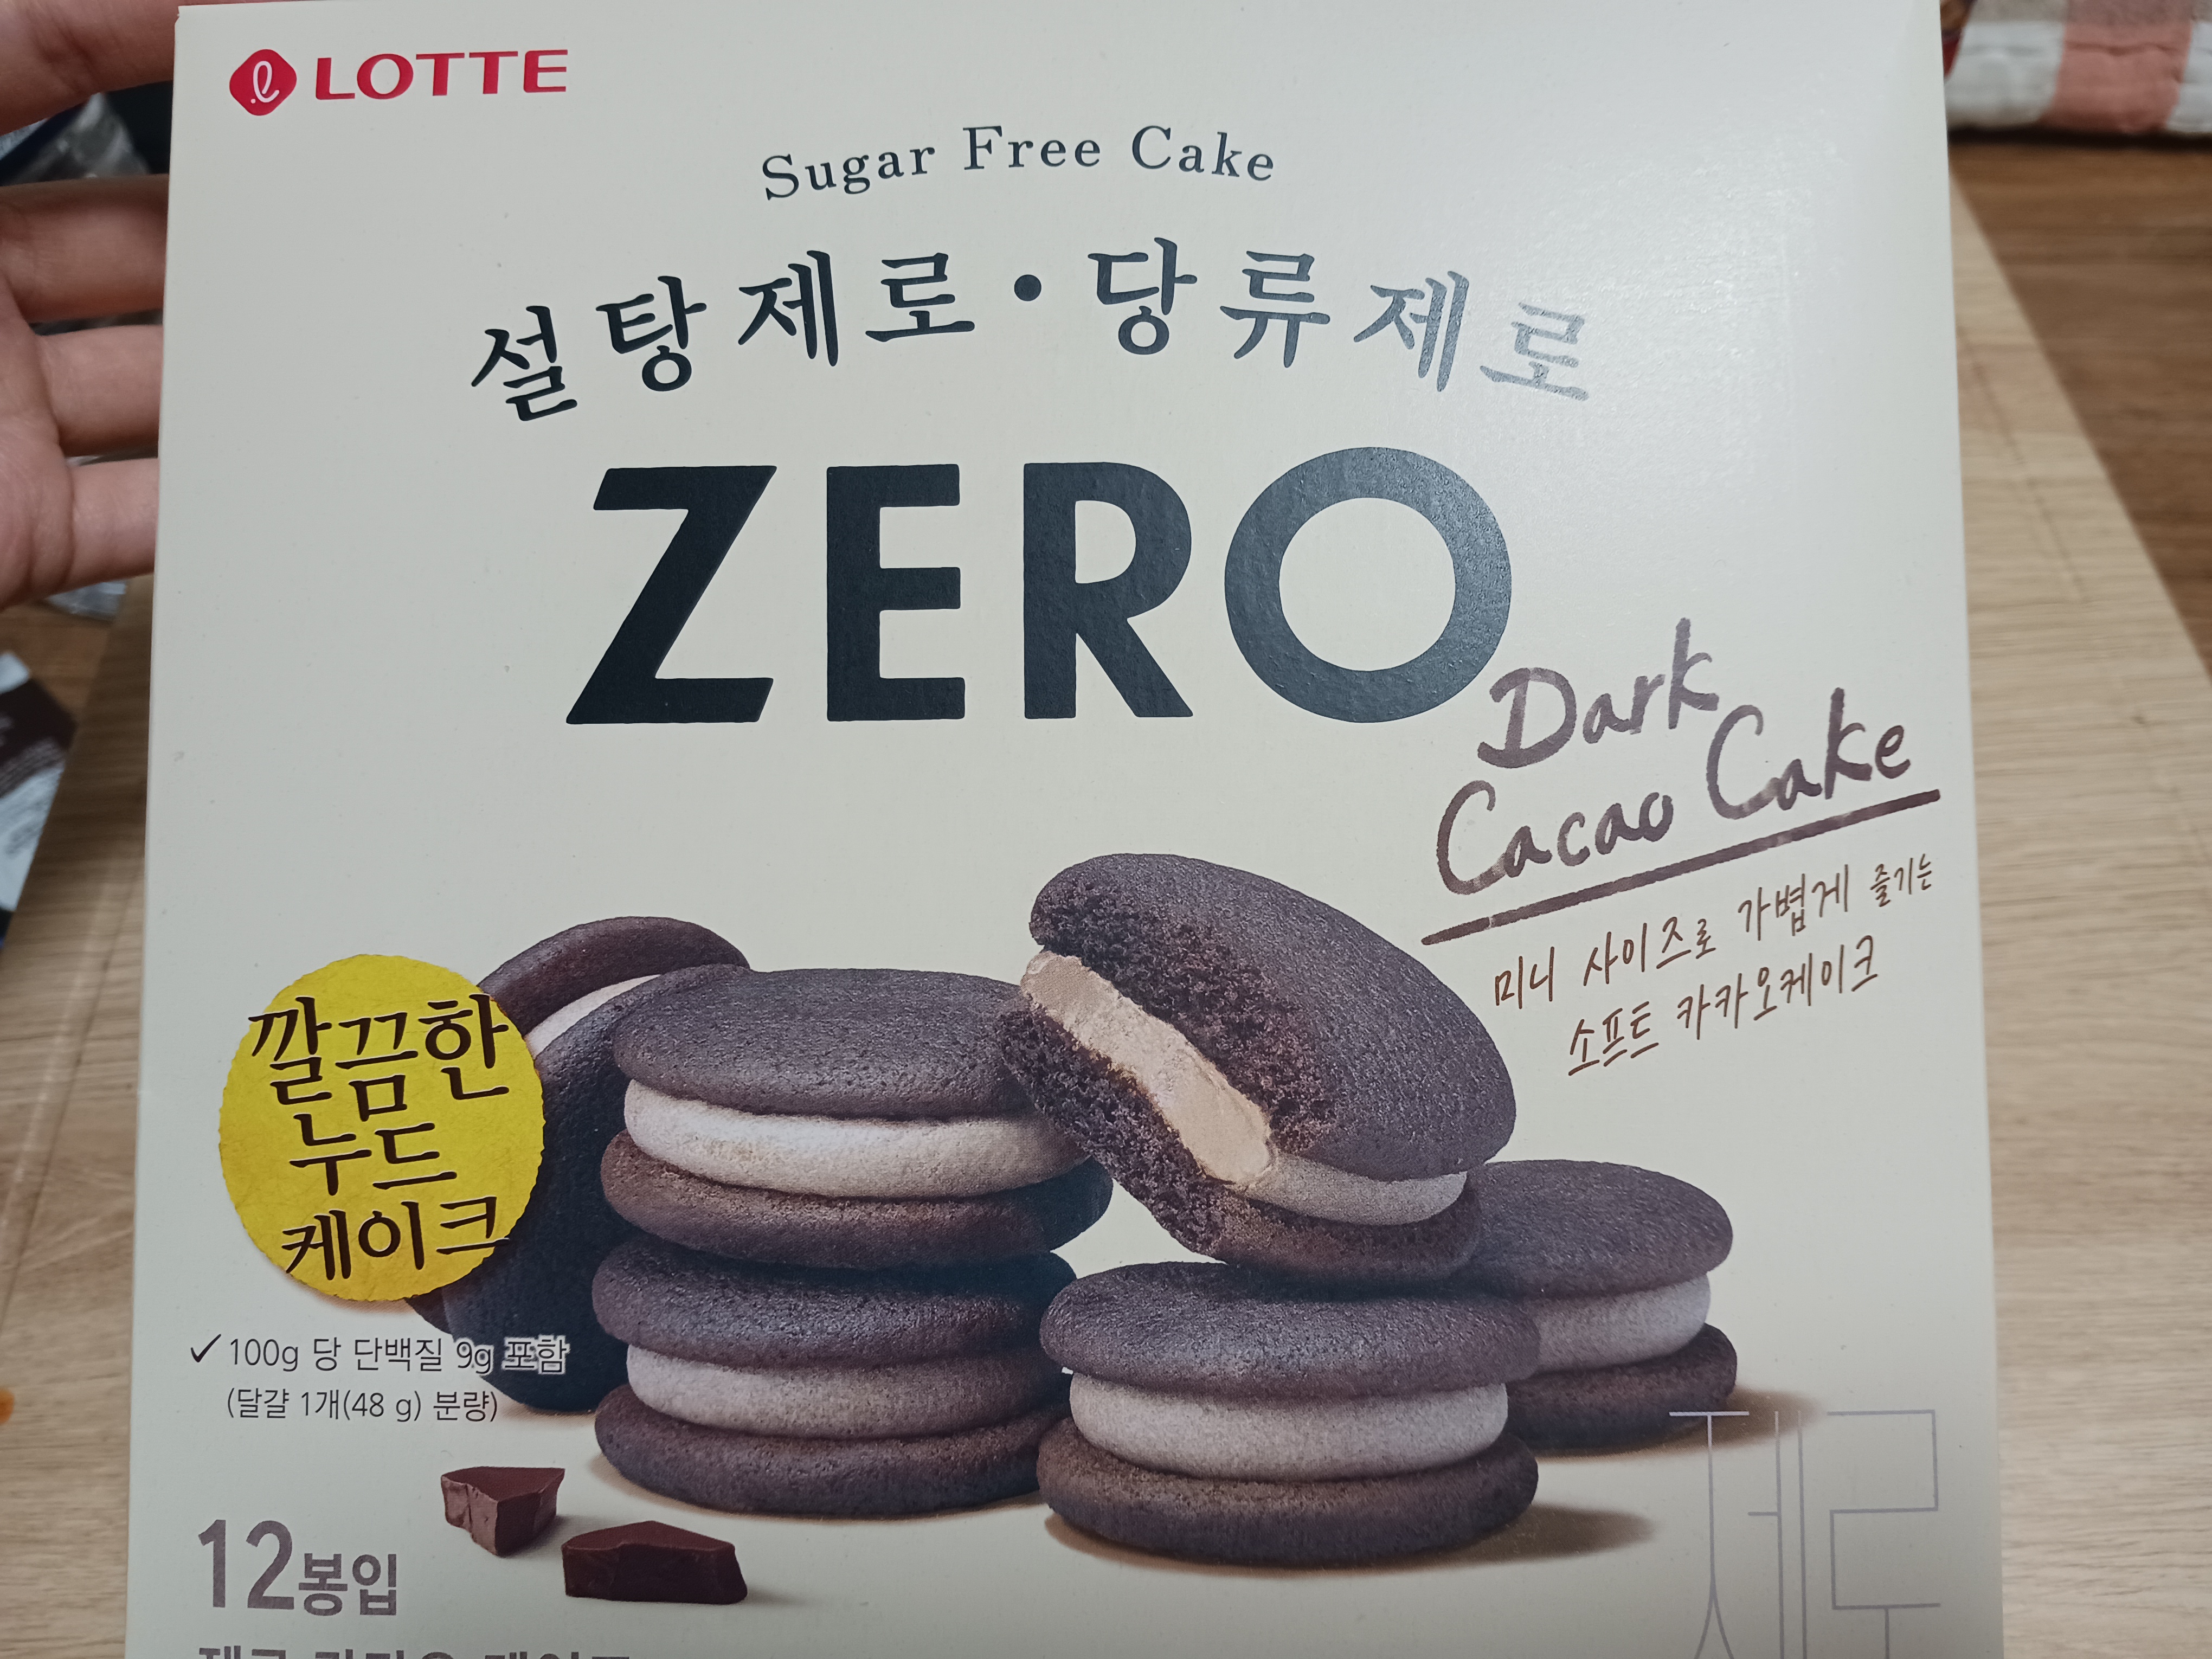 LOTTE
Sugar Free Cake
설탕제로·당류제로
ZERO
Dark
Cacao Cake
미니 사이즈로 가볍게 즐기는
소프트 카카오케이크
깔끔한
누드
케이크
✓100g 당 단백질 9g 포함
(달걀 1개(48 g) 분량)
제로
12봉입